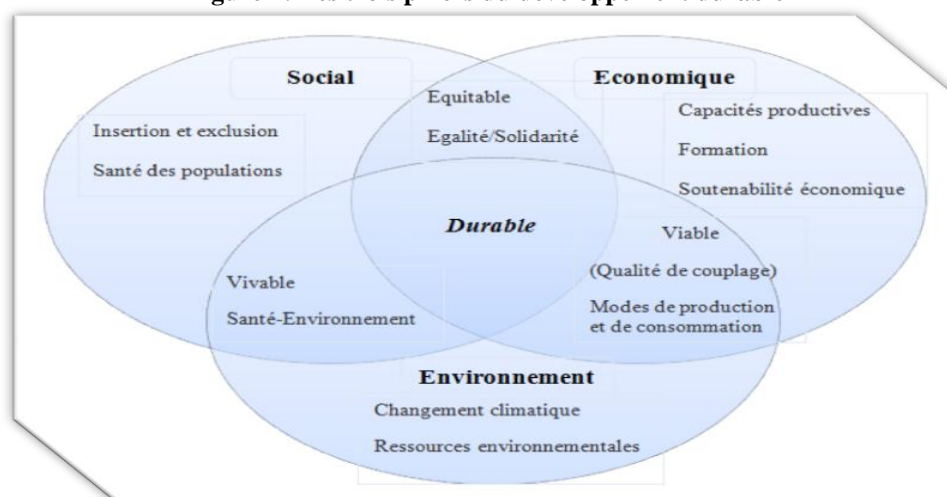 Social
Economique
Equitable
Egalité/Solidarité
Capacités productives
Formation
Soutenabilité économique
Insertion et exclusion
Santé des populations
Durable
Viable
(Qualité de couplage)
Modes de production
et de consommation
Vivable
Santé-Environnement
Environnement
Changement climatique
Ressources environnementales